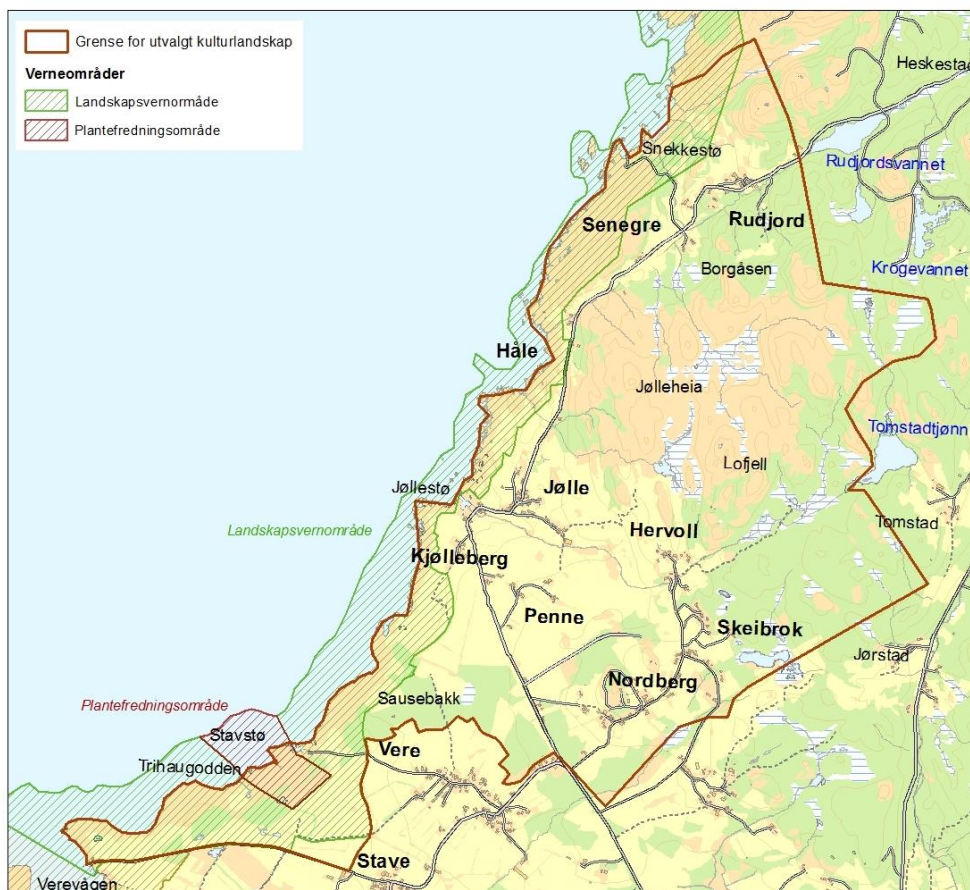 Grense for utvalgt kulturlandskap
Verneområder
Landskapsvernormåde
Plantefredningsområde
Heskestad
Snekkestø
Rudjordsvannet
Senegre
Rudjord
Borgåsen
Krogevannet
Håle
Jølleheia
Tomstadtjønn
Lofjell
Jøllestø
Jølle
Landskapsvernområde
Hervoll
Tomstad
Kjølleberg
Penne
Skeibrok
Jørstad
Nordberg
Sausebakk
Plantefredningsområde
Stavstø
Vere
Trihaugodden
Stave
Verevågen